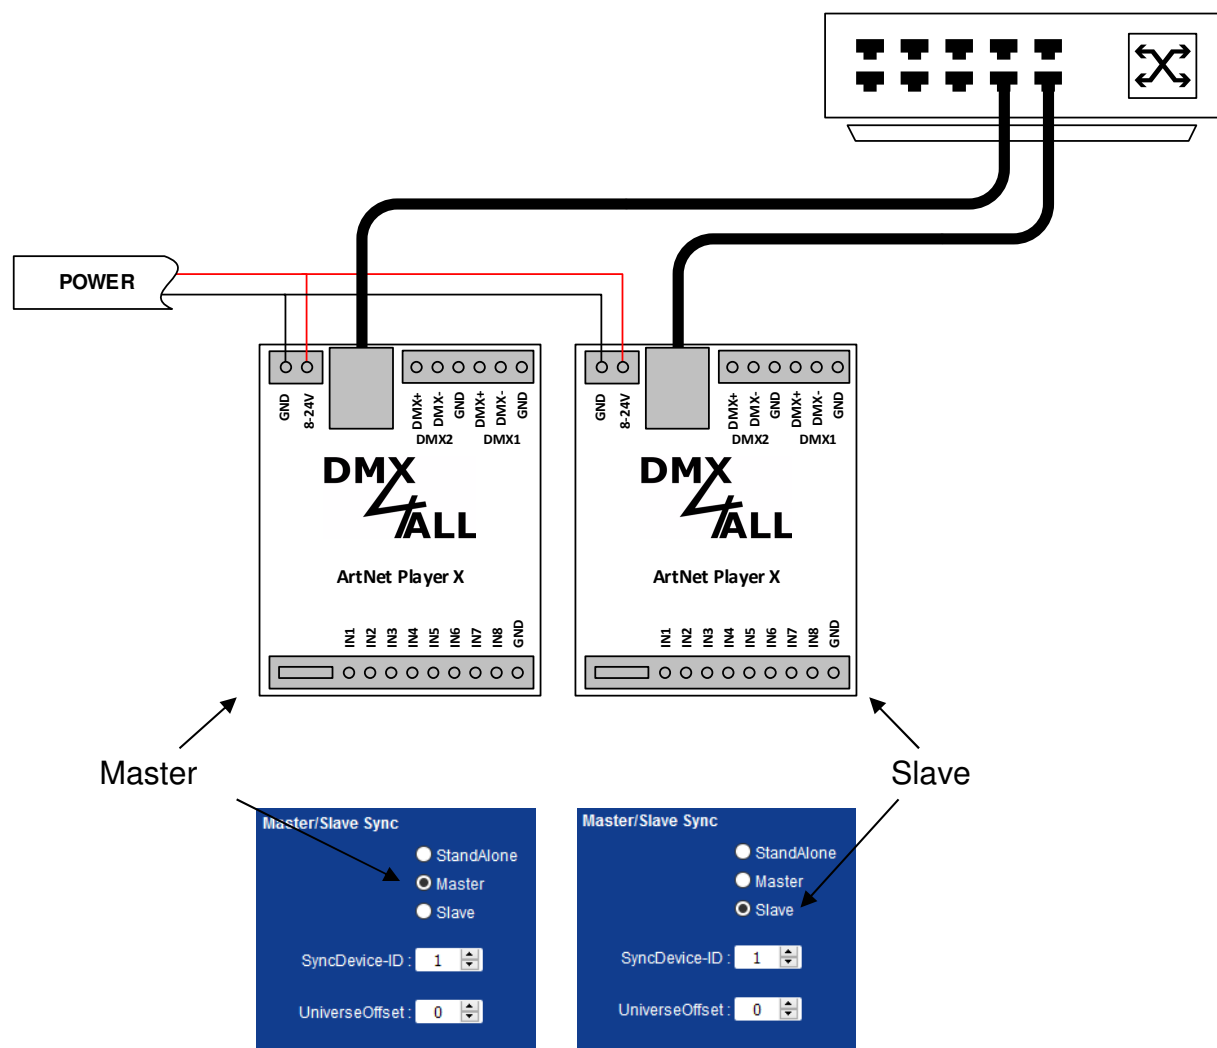 POWER
GND
8-24V
DMX+
DMX-
GND
DMX+
DMX-
GND
DMX2
DMX1
DMX
4
ALL
ArtNet Player X
IN1
IN2
IN3
IN4
IN5
IN6
IN7
IN8
GND
GND
8-24V
DMX+
DMX-
GND
DMX+
DMX-
GND
DMX2
DMX1
DMX
4
ALL
ArtNet Player X
IN1
IN2
IN3
IN4
IN5
IN6
IN7
IN8
GND
Master
Slave
Master/Slave Sync
StandAlone
Master
Slave
SyncDevice-ID : 1
UniverseOffset : 0
Master/Slave Sync
StandAlone
Master
Slave
SyncDevice-ID : 1
UniverseOffset : 0